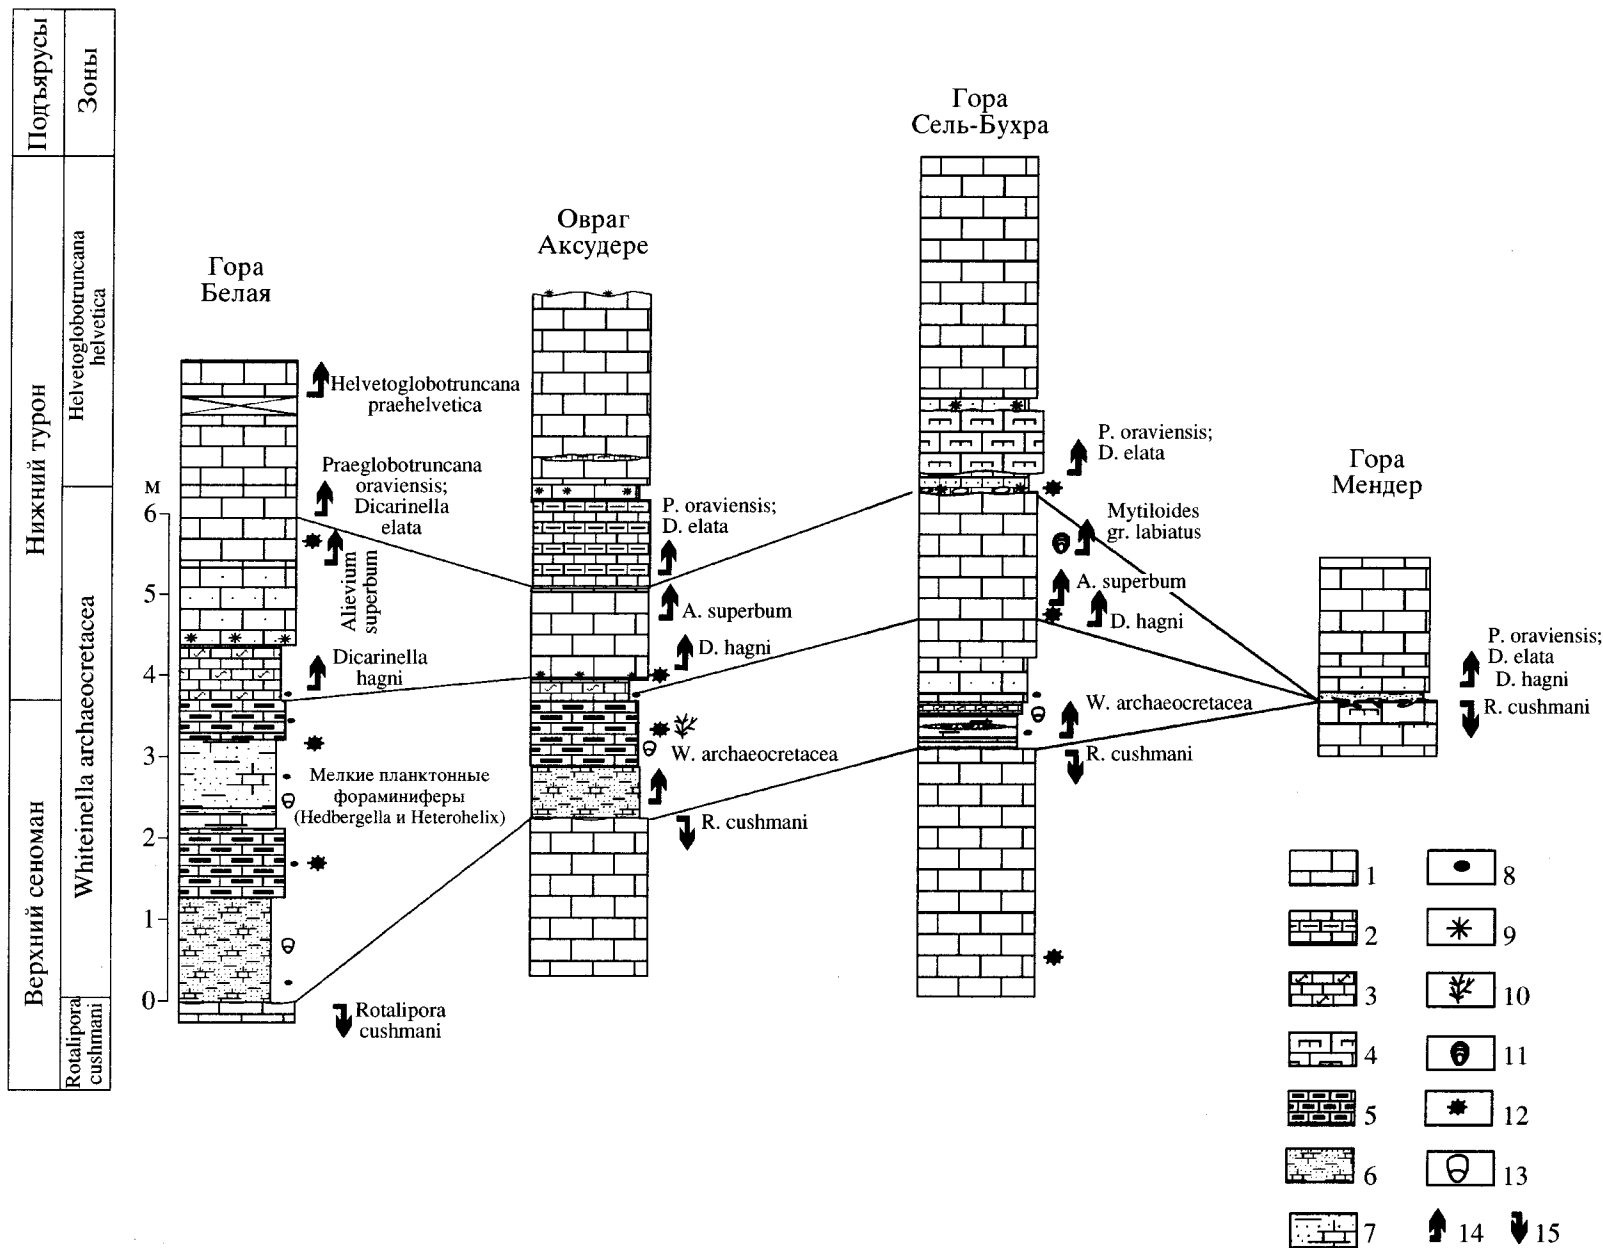 Подъярусы
Зоны
Нижний турон
Верхний сеноман
Helvetoglobotruncana
helvetica
Whiteinella archaeocretacea
Rotalipora
cushmani
м
6
5
4
3
2
1
0
Гора
Белая
Helvetoglobotruncana
praehelvetica
Praeglobotruncana
oraviensis;
Dicarinella
elata
Alievium
superbum
Dicarinella
hagni
Мелкие планктонные
фораминиферы
(Hedbergella и Heterohelix)
Rotalipora
cushmani
Овраг
Аксудере
P. oraviensis;
D. elata
A. superbum
D. hagni
W. archaeocretacea
R. cushmani
Гора
Сель-Бухра
P. oraviensis;
D. elata
Mytiloides
gr. labiatus
A. superbum
D. hagni
W. archaeocretacea
R. cushmani
Гора
Мендер
P. oraviensis;
D. elata
D. hagni
R. cushmani
1
2
3
4
5
6
7
8
9
10
11
12
13
14
15